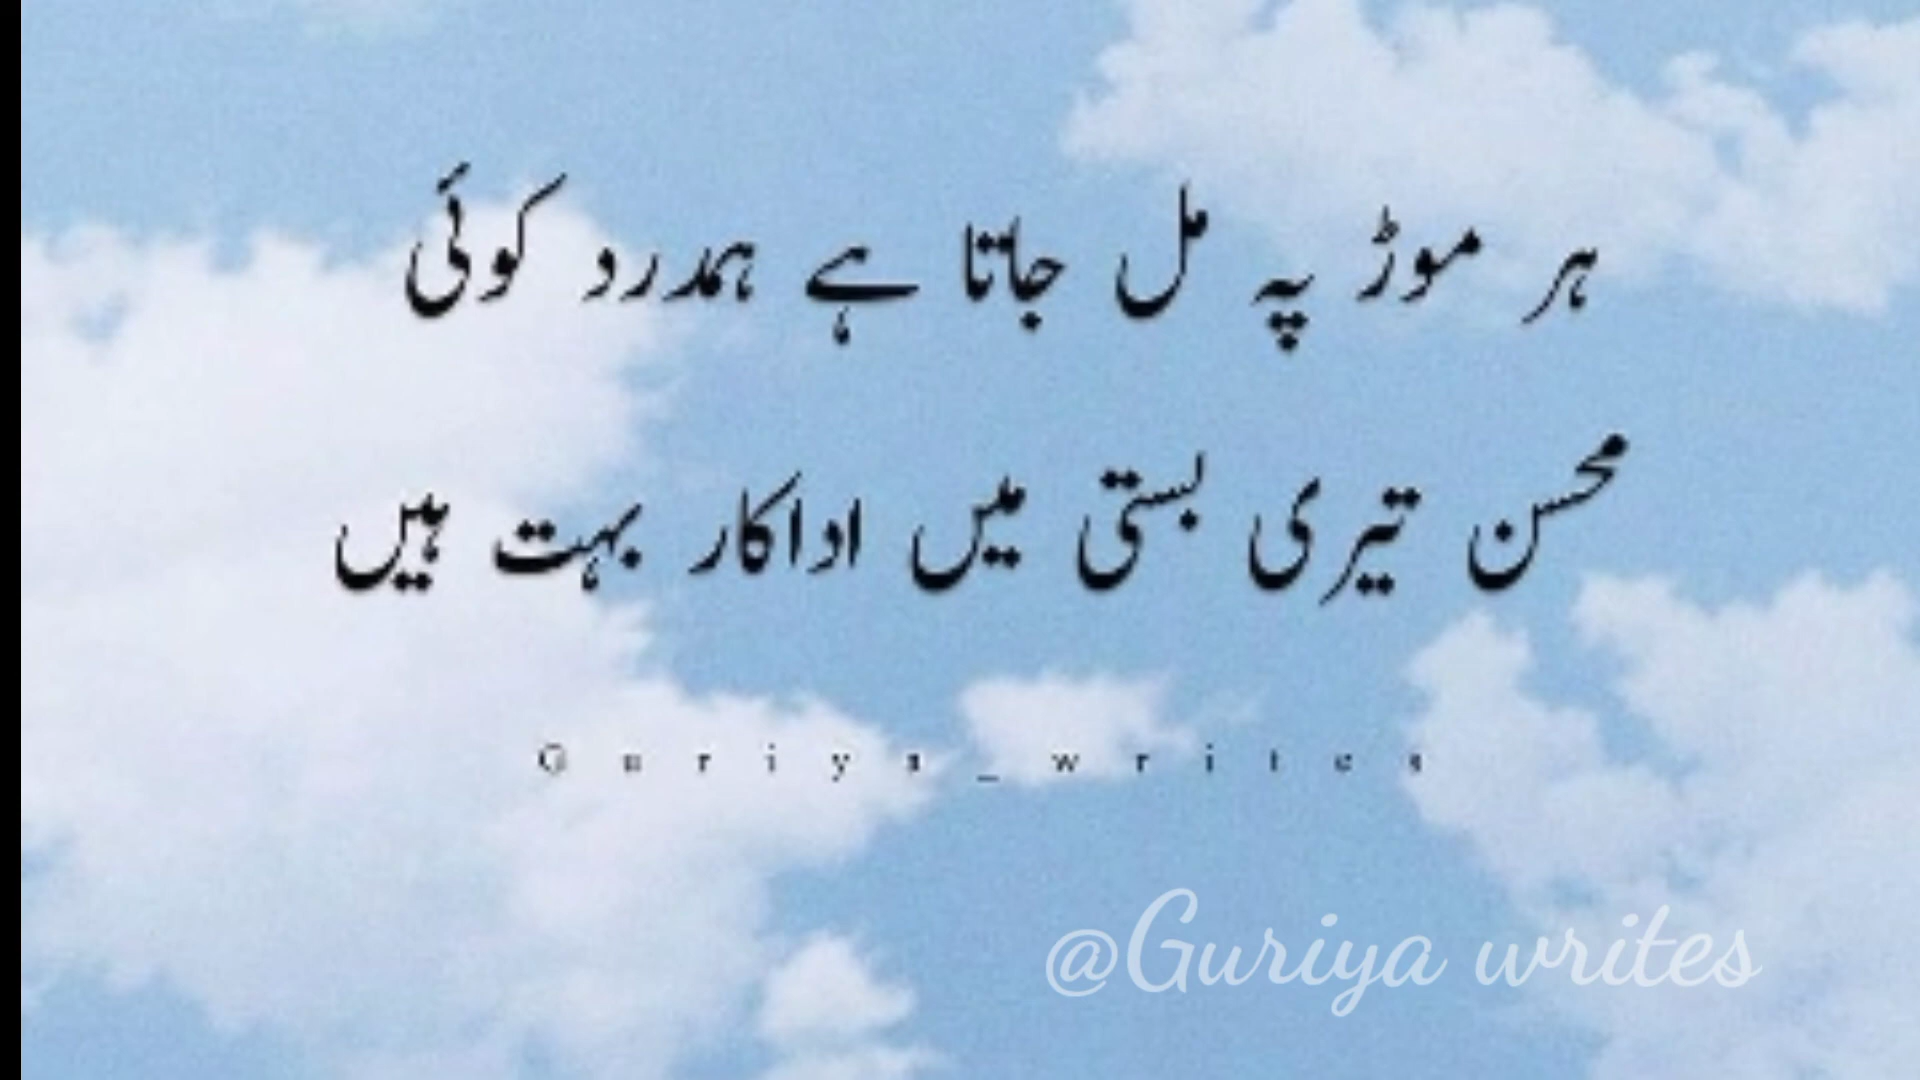 ہر موڑ پہ مل جاتا ہے ہمدرد کوئی
محسن تیری بستی میں اداکار بہت ہیں
Guriya_writes
@Guriya writes